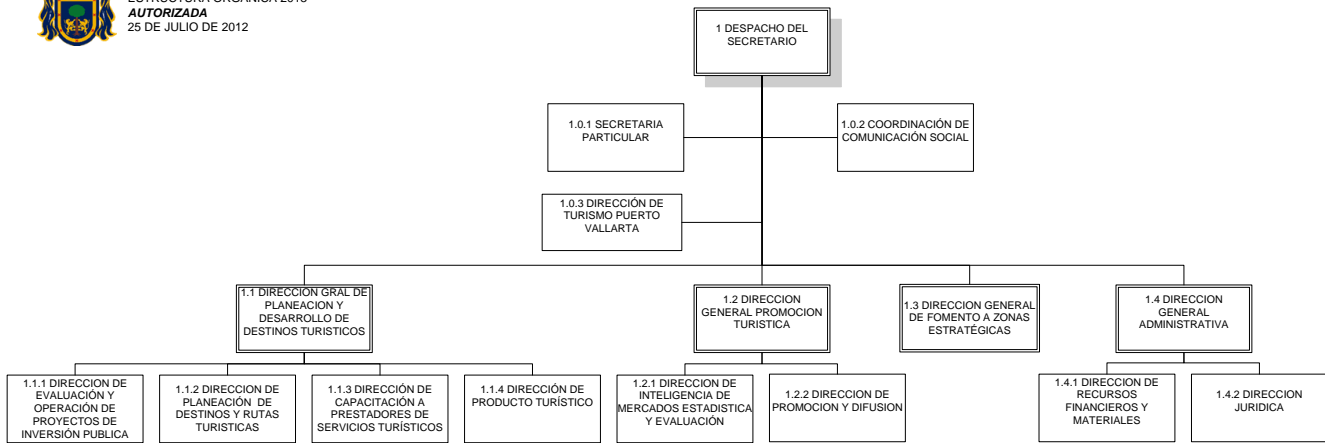 ESTRUCTURA ORGÁNICA 2013
AUTORIZADA
25 DE JULIO DE 2012
1 DESPACHO DEL
SECRETARIO
1.0.1 SECRETARIA
PARTICULAR
1.0.2 COORDINACIÓN DE
COMUNICACIÓN SOCIAL
1.0.3 DIRECCIÓN DE
TURISMO PUERTO
VALLARTA
1.1 DIRECCION GRAL DE
PLANEACION Y
DESARROLLO DE
DESTINOS TURISTICOS
1.2 DIRECCION
GENERAL PROMOCION
TURISTICA
1.3 DIRECCION GENERAL
DE FOMENTO A ZONAS
ESTRATÉGICAS
1.4 DIRECCION
GENERAL
ADMINISTRATIVA
1.1.1 DIRECCION DE
EVALUACIÓN Y
OPERACIÓN DE
PROYECTOS DE
INVERSIÓN PUBLICA
1.1.2 DIRECCION DE
PLANEACIÓN DE
DESTINOS Y RUTAS
TURISTICAS
1.1.3 DIRECCIÓN DE
CAPACITACIÓN A
PRESTADORES DE
SERVICIOS TURÍSTICOS
1.1.4 DIRECCIÓN DE
PRODUCTO TURÍSTICO
1.2.1 DIRECCION DE
INTELIGENCIA DE
MERCADOS ESTADISTICA
Y EVALUACIÓN
1.2.2 DIRECCION DE
PROMOCION Y DIFUSION
1.4.1 DIRECCION DE
RECURSOS
FINANCIEROS Y
MATERIALES
1.4.2 DIRECCION
JURIDICA